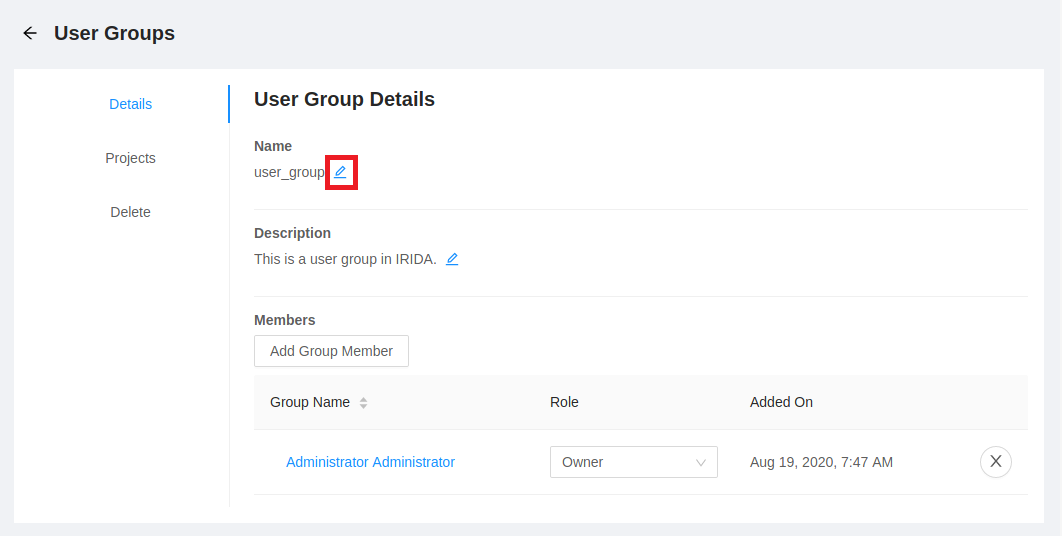 User Groups
Details
Projects
Delete
User Group Details
Name
user_group
Description
This is a user group in IRIDA.
Members
Add Group Member
Group Name Role Added On
Administrator Administrator Owner Aug 19, 2020, 7:47 AM X